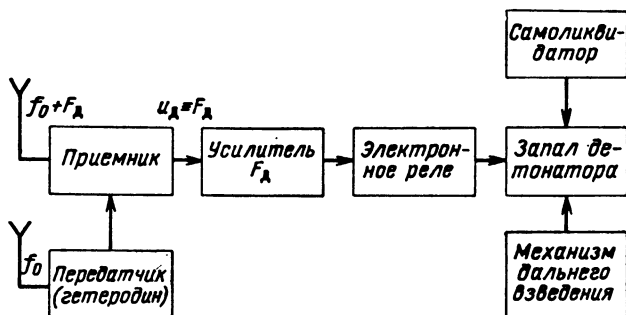 Самоликви-
датор
f₀+F_д
u_д≡F_д
Приемник
Усилитель
F_д
Электрон-
ное реле
Запал де-
тонатора
f₀
Передатчик
(гетеродин)
Механизм
дальнего
взведения